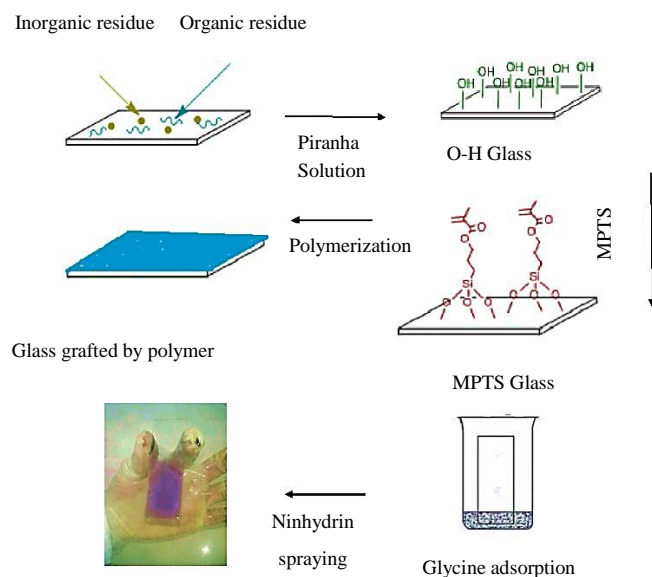 Inorganic residue
Organic residue
OH OH OH OH OH OH OH OH OH
Piranha
Solution
O-H Glass
MPTS
Polymerization
O
O
O
O
Si
Si
O
O
O
O
O
O
Glass grafted by polymer
MPTS Glass
Ninhydrin
spraying
Glycine adsorption